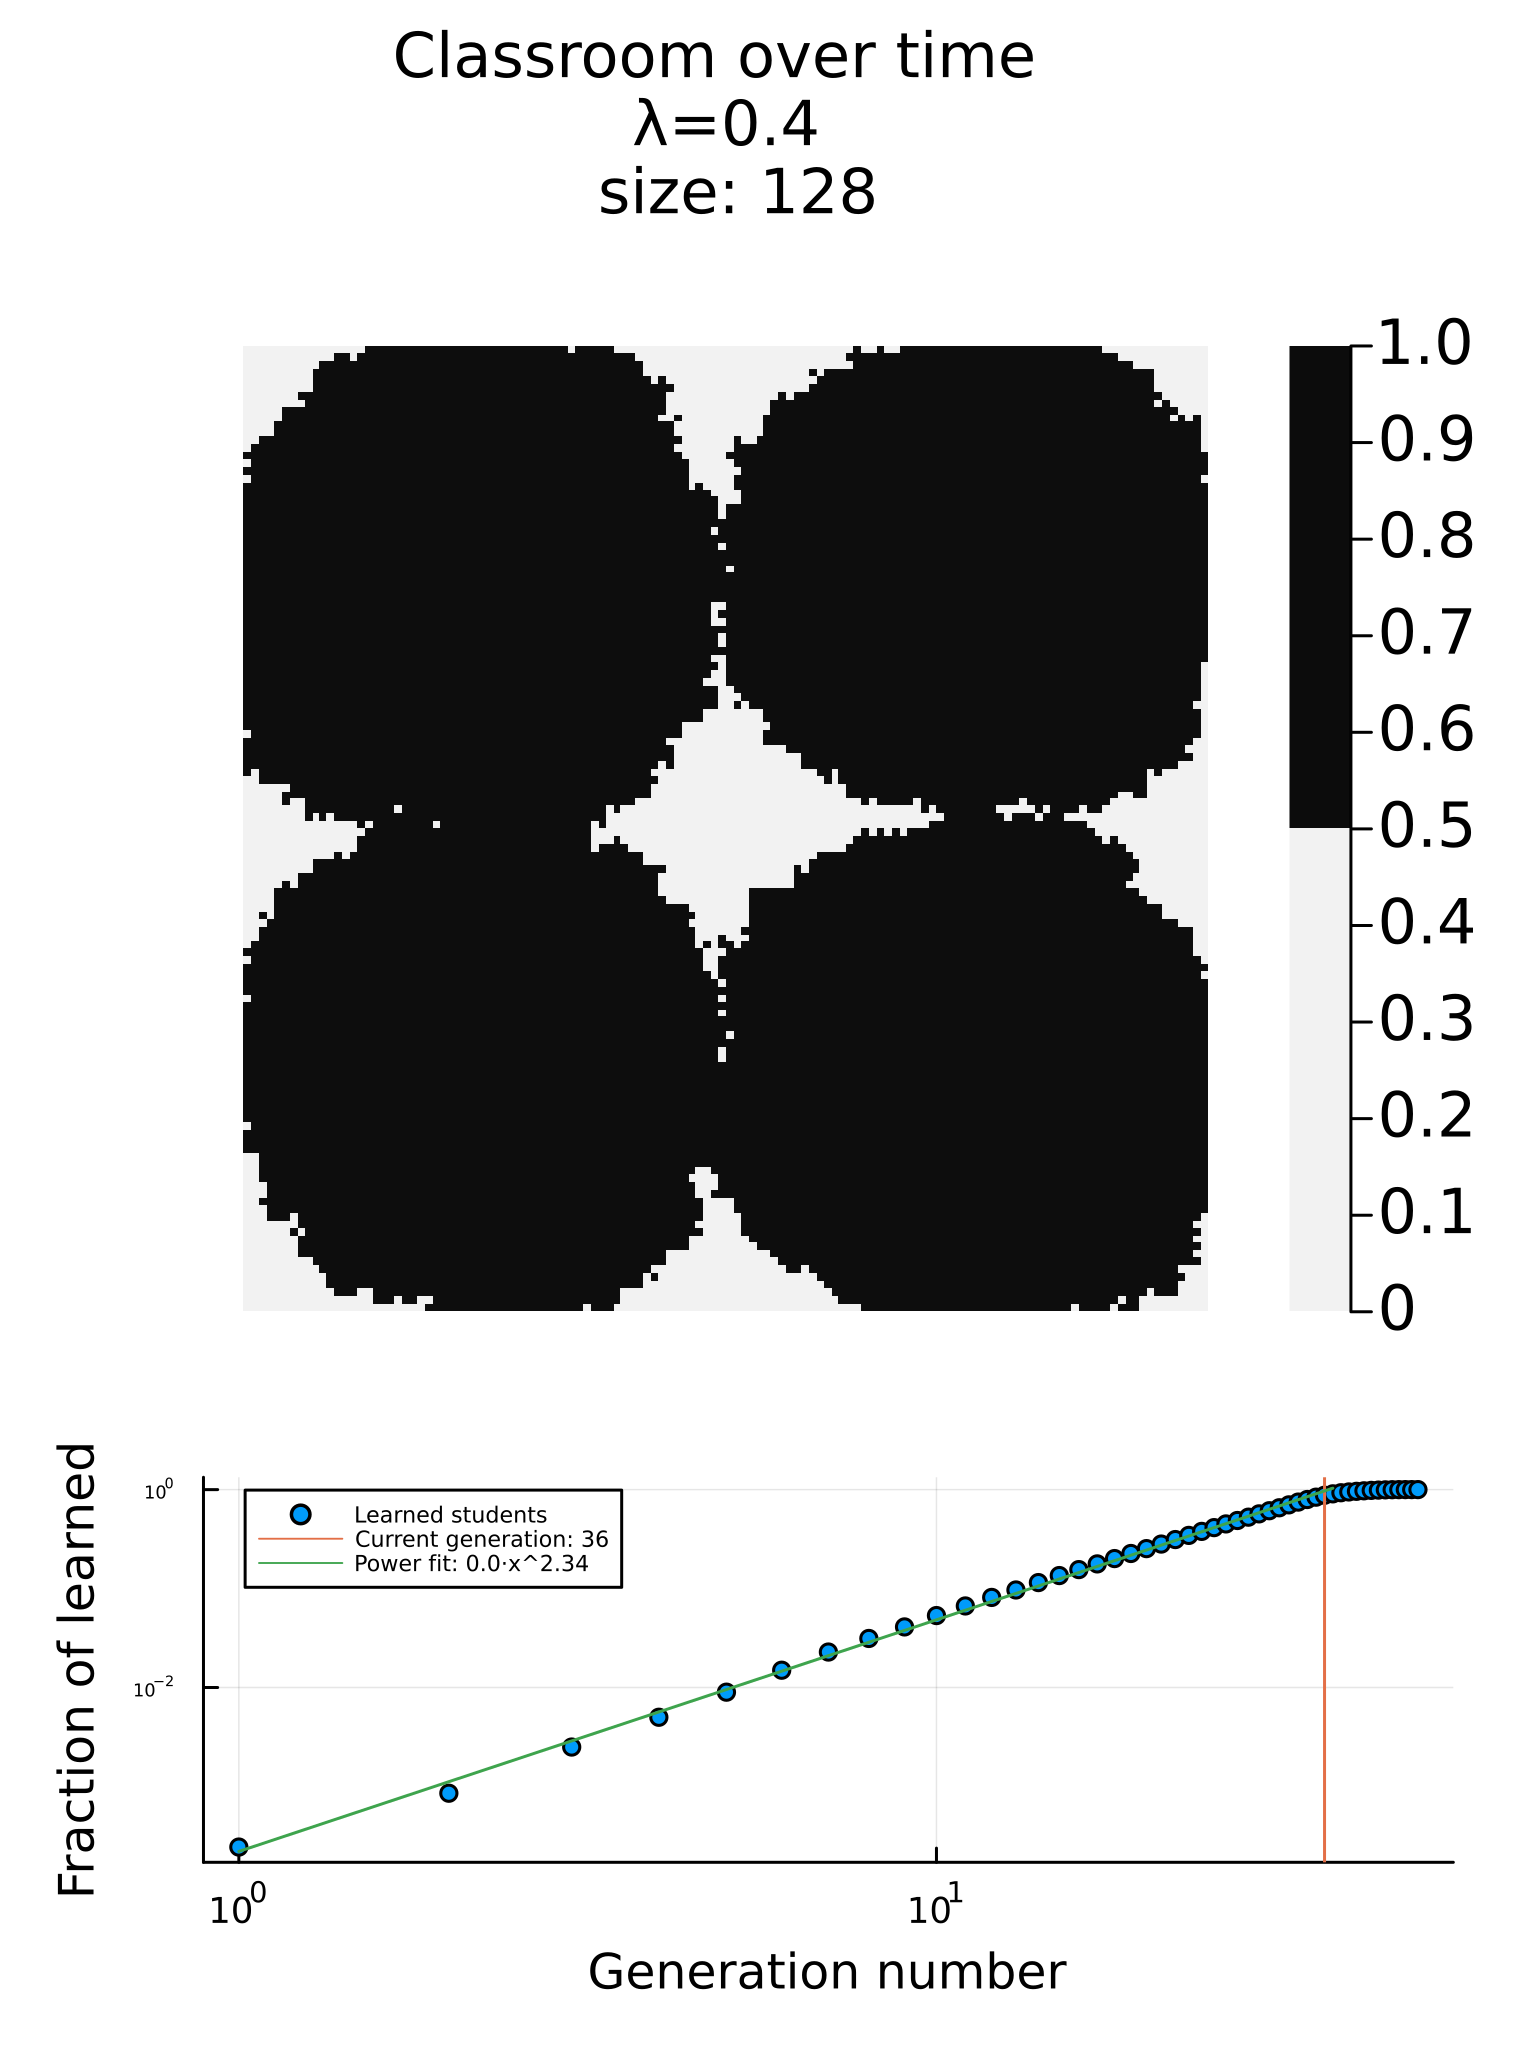 Classroom over time
λ=0.4
size: 128
1.0
0.9
0.8
0.7
0.6
0.5
0.4
0.3
0.2
0.1
0
Fraction of learned
10⁰
10⁻²
Learned students
Current generation: 36
Power fit: 0.0·x^2.34
10⁰
10¹
Generation number